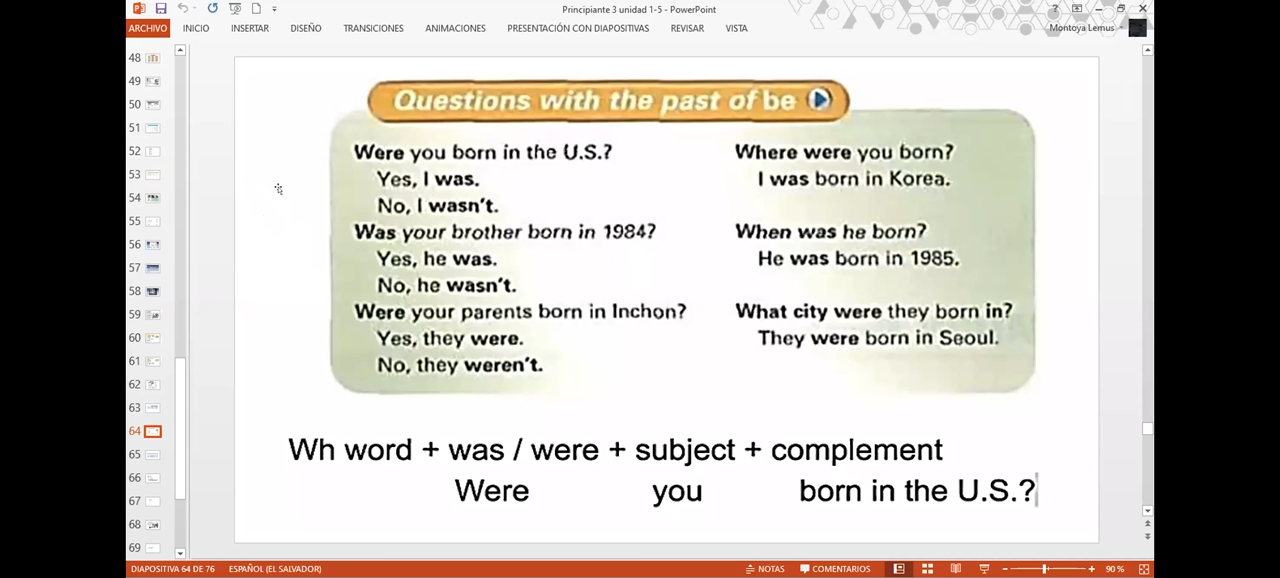 Principiante 3 unidad 1-5 - PowerPoint
ARCHIVO INICIO INSERTAR DISEÑO TRANSICIONES ANIMACIONES PRESENTACIÓN CON DIAPOSITIVAS REVISAR VISTA Montoya Lemus
48
49
50
51
52
53
54
55
56
57
58
59
60
61
62
63
64
65
66
67
68
69
Questions with the past of be
Were you born in the U.S.?
Yes, I was.
No, I wasn't.
Was your brother born in 1984?
Yes, he was.
No, he wasn't.
Were your parents born in Inchon?
Yes, they were.
No, they weren't.
Where were you born?
I was born in Korea.
When was he born?
He was born in 1985.
What city were they born in?
They were born in Seoul.
Wh word + was / were + subject + complement
Were you born in the U.S.?
DIAPOSITIVA 64 DE 76 ESPAÑOL (EL SALVADOR) NOTAS COMENTARIOS 90 %